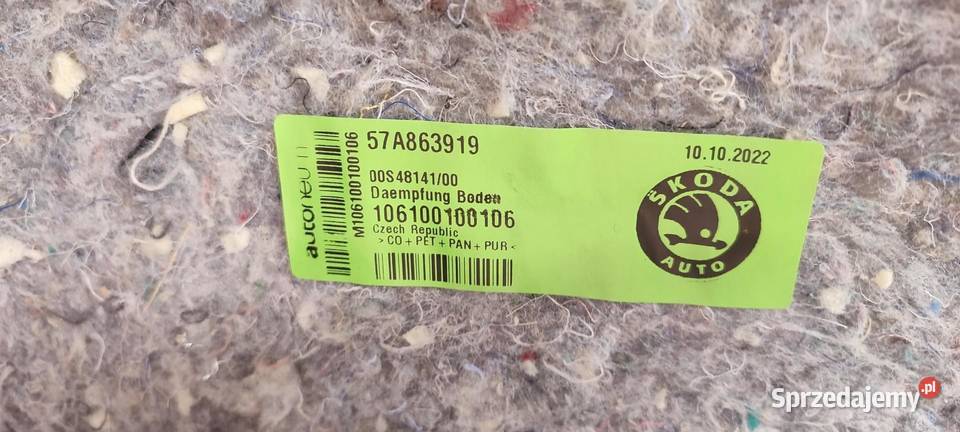 autoneum
M106100100106
57A863919
00S48141/00
Daempfung Boden
106100100106
Czech Republic
>CO+PET+PAN+PUR<
10.10.2022
ŠKODA
AUTO
Sprzedajemy.pl